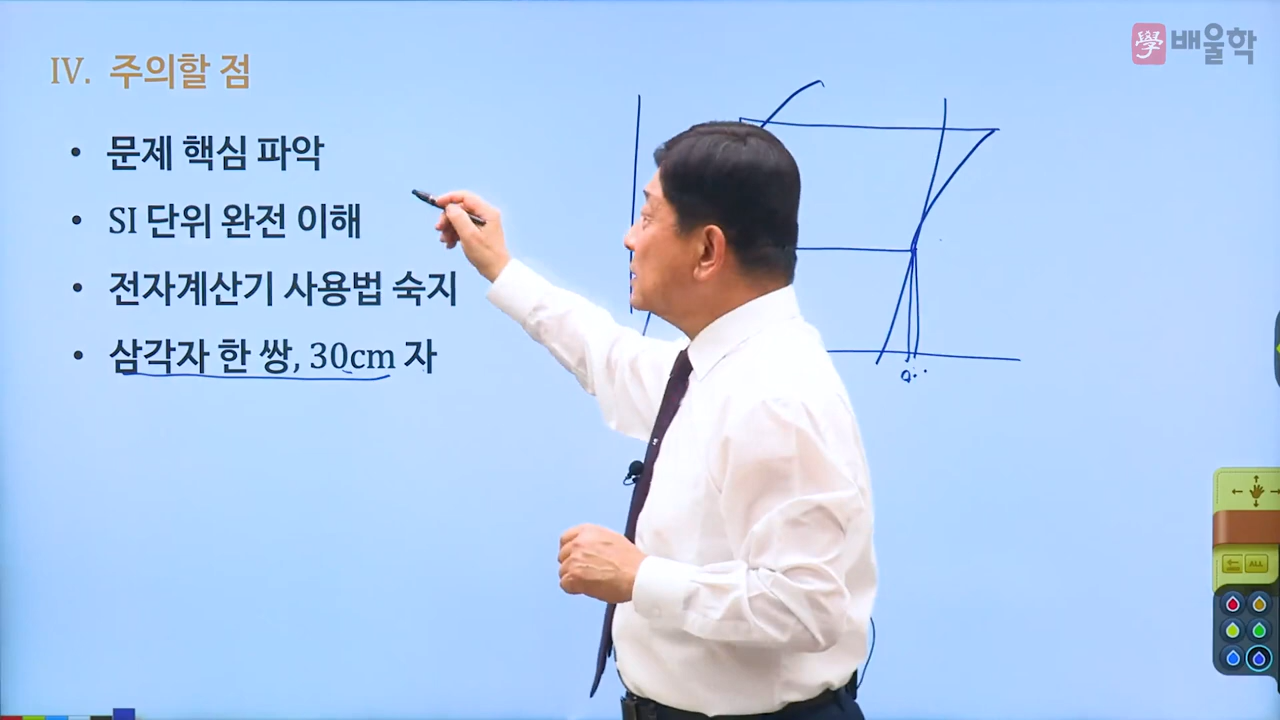 學 배울학
IV. 주의할 점
• 문제 핵심 파악
• SI 단위 완전 이해
• 전자계산기 사용법 숙지
• 삼각자 한 쌍, 30cm 자
ALL